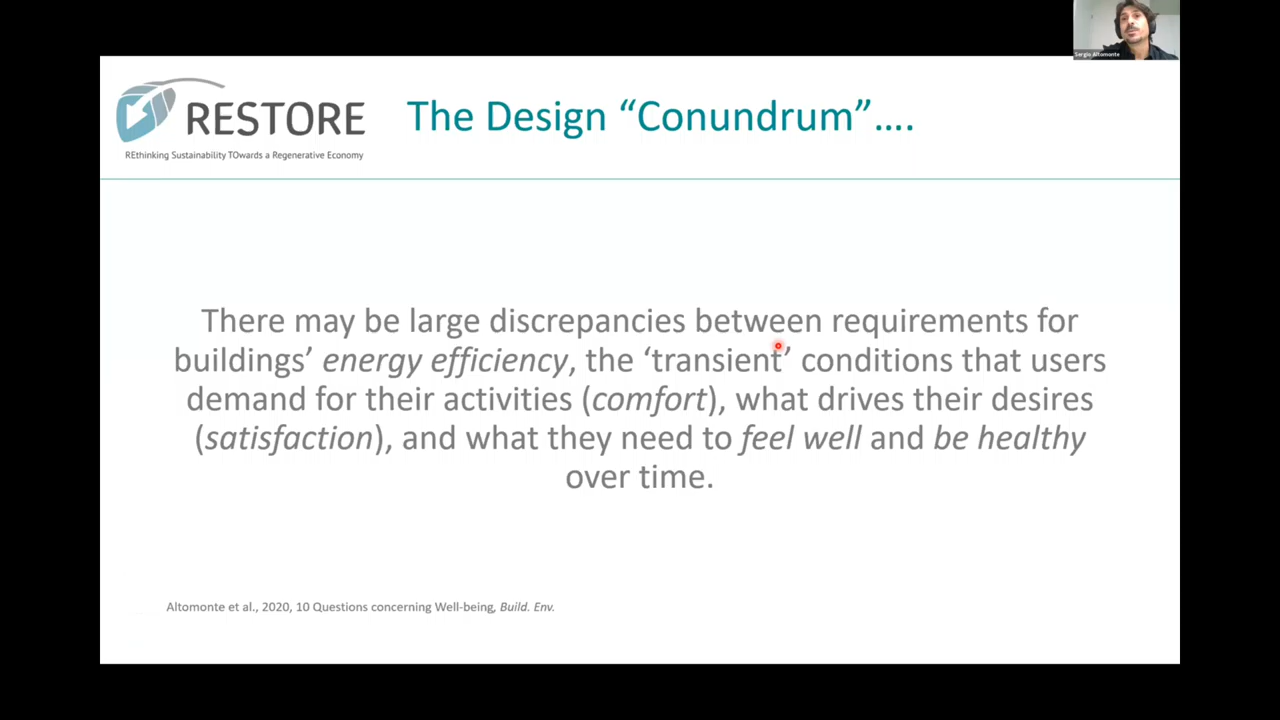 Sergio Altomonte
RESTORE
REthinking Sustainability TOwards a Regenerative Economy
The Design “Conundrum”….
There may be large discrepancies between requirements for
buildings’ energy efficiency, the ‘transient’ conditions that users
demand for their activities (comfort), what drives their desires
(satisfaction), and what they need to feel well and be healthy
over time.
Altomonte et al., 2020, 10 Questions concerning Well-being, Build. Env.